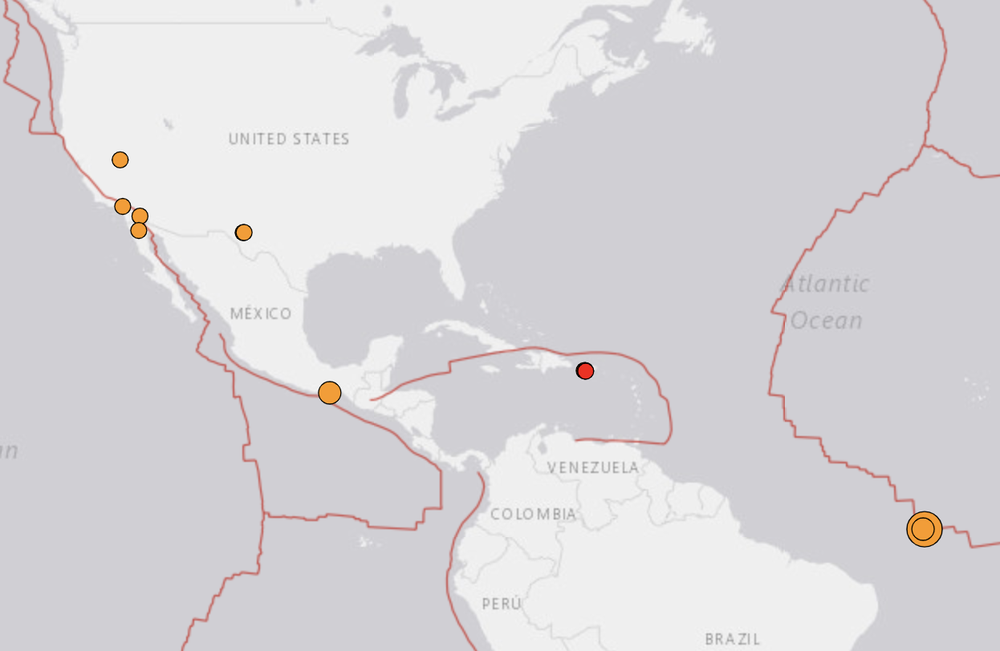 UNITED STATES
Atlantic
Ocean
MÉXICO
VENEZUELA
COLOMBIA
PERÚ
BRAZIL